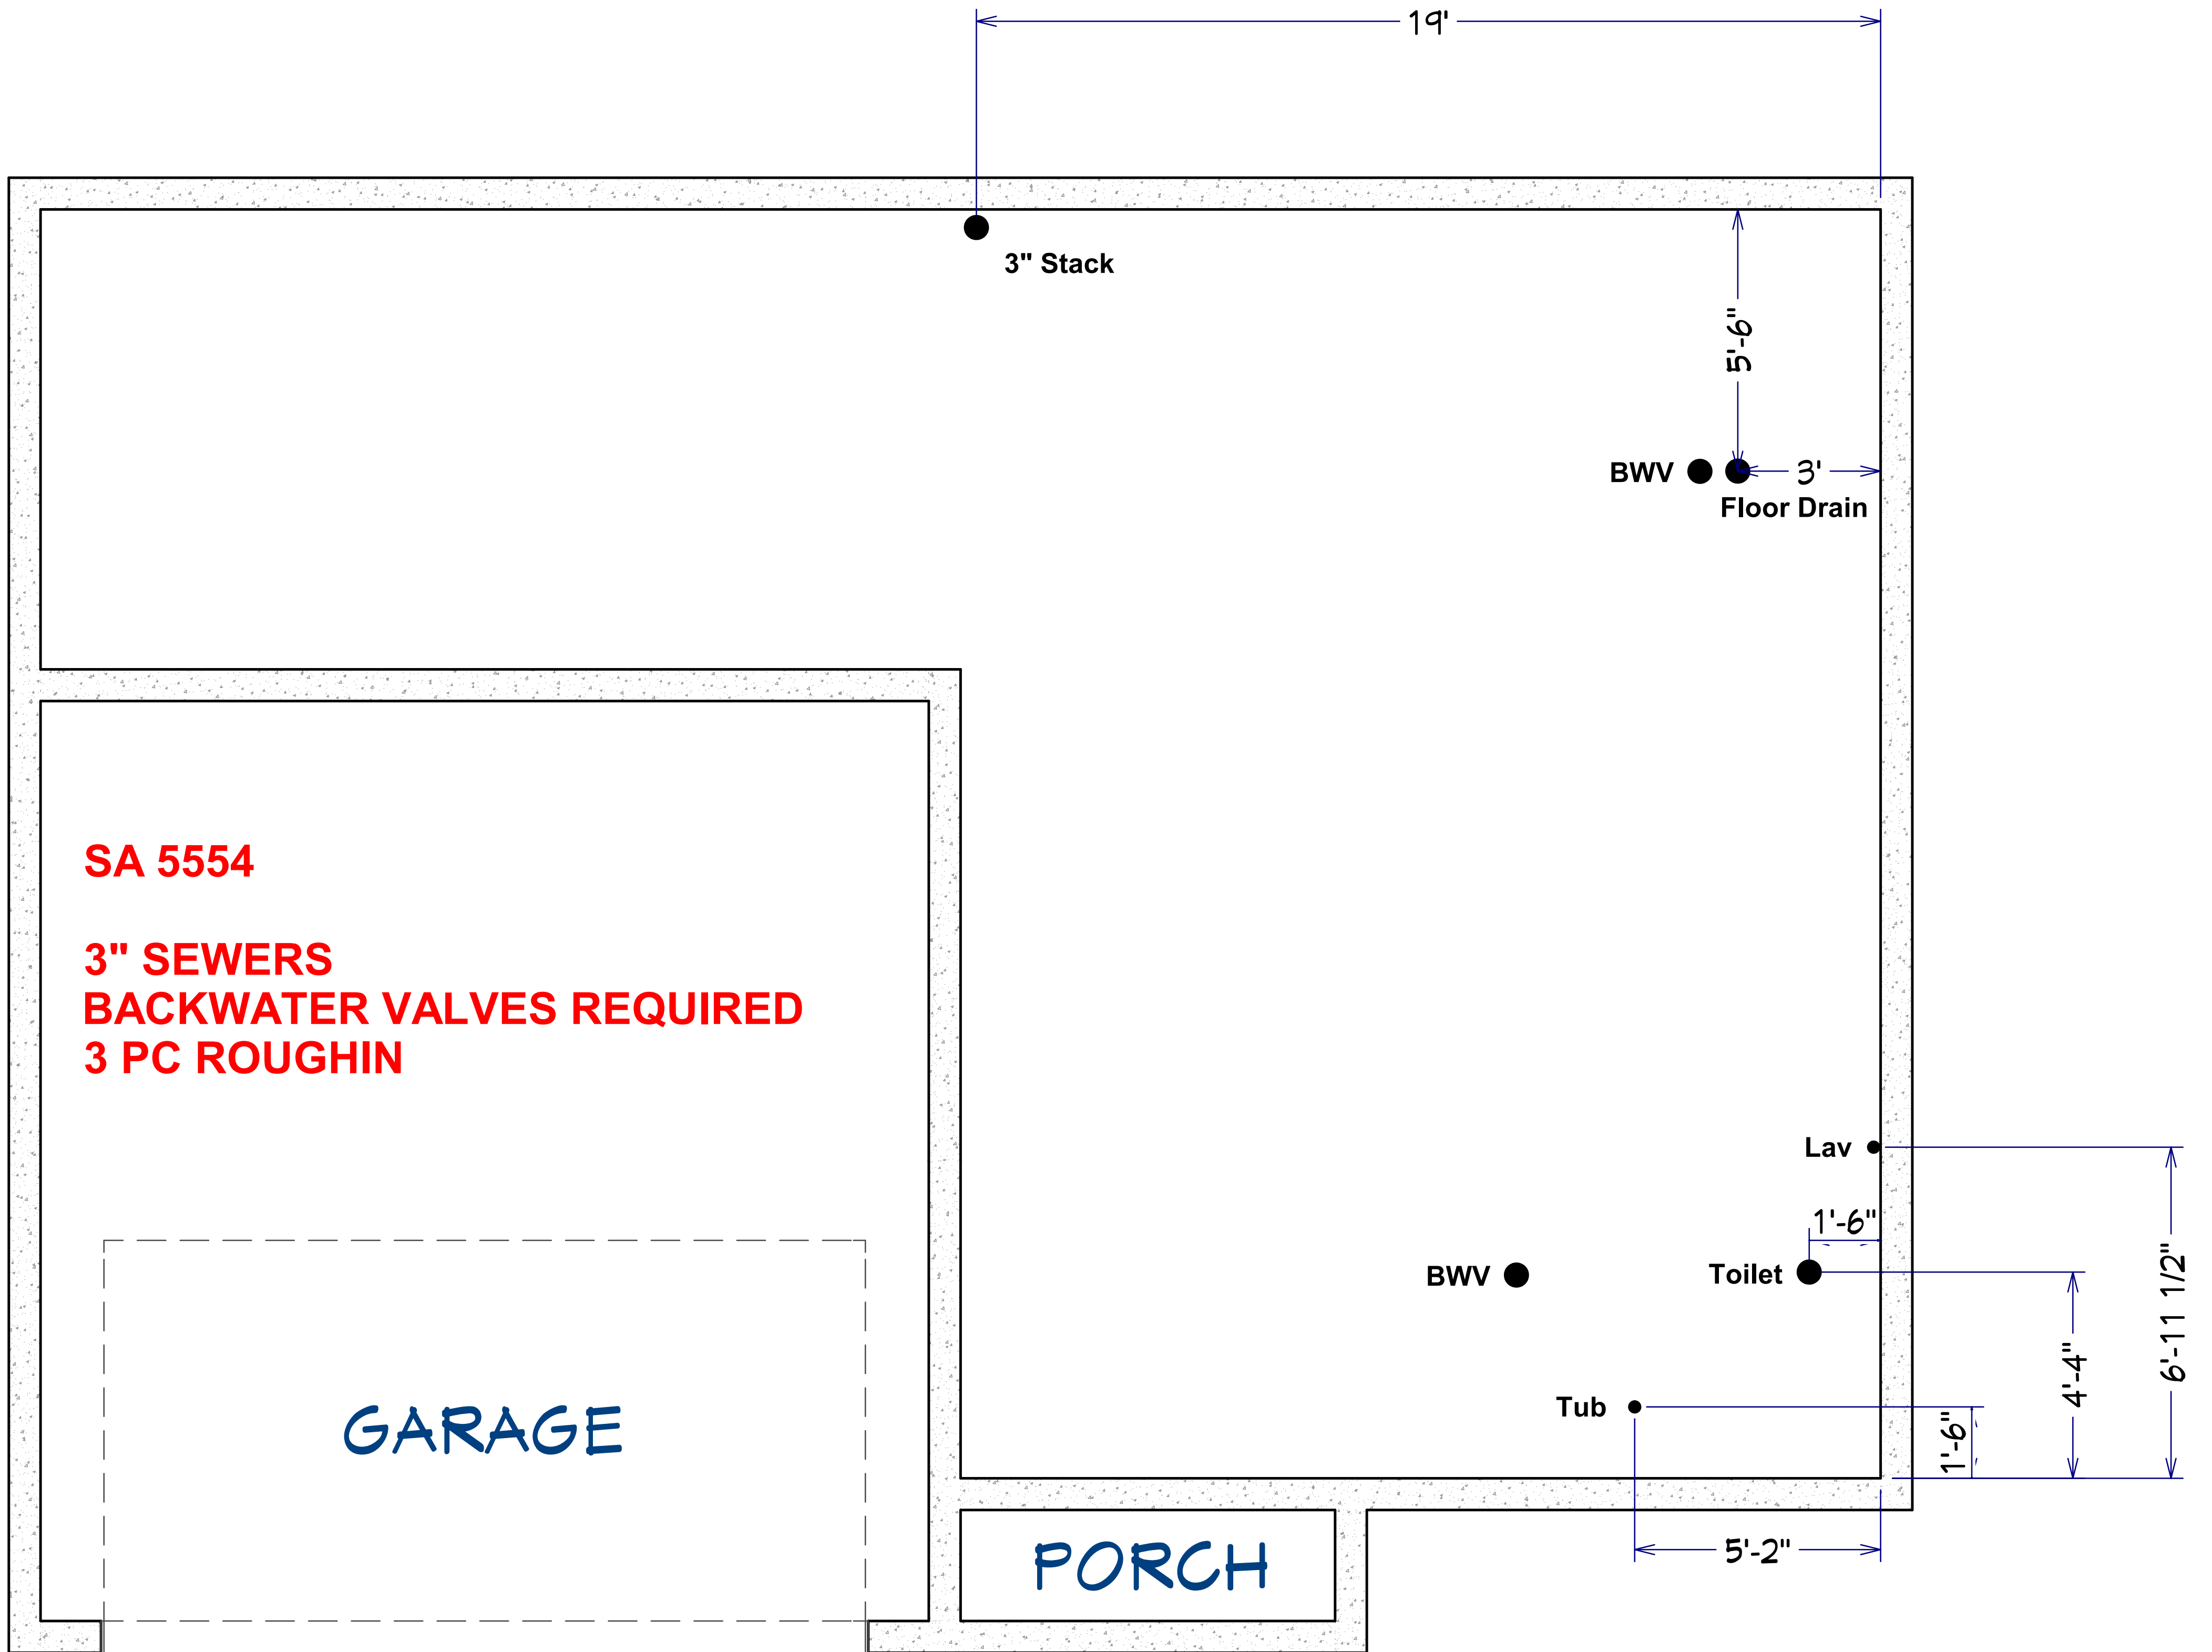 19'
3" Stack
5'-6"
BWV
3'
Floor Drain
SA 5554
3" SEWERS
BACKWATER VALVES REQUIRED
3 PC ROUGHIN
Lav
1'-6"
BWV
Toilet
6'-11 1/2"
4'-4"
Tub
1'-6"
GARAGE
5'-2"
PORCH